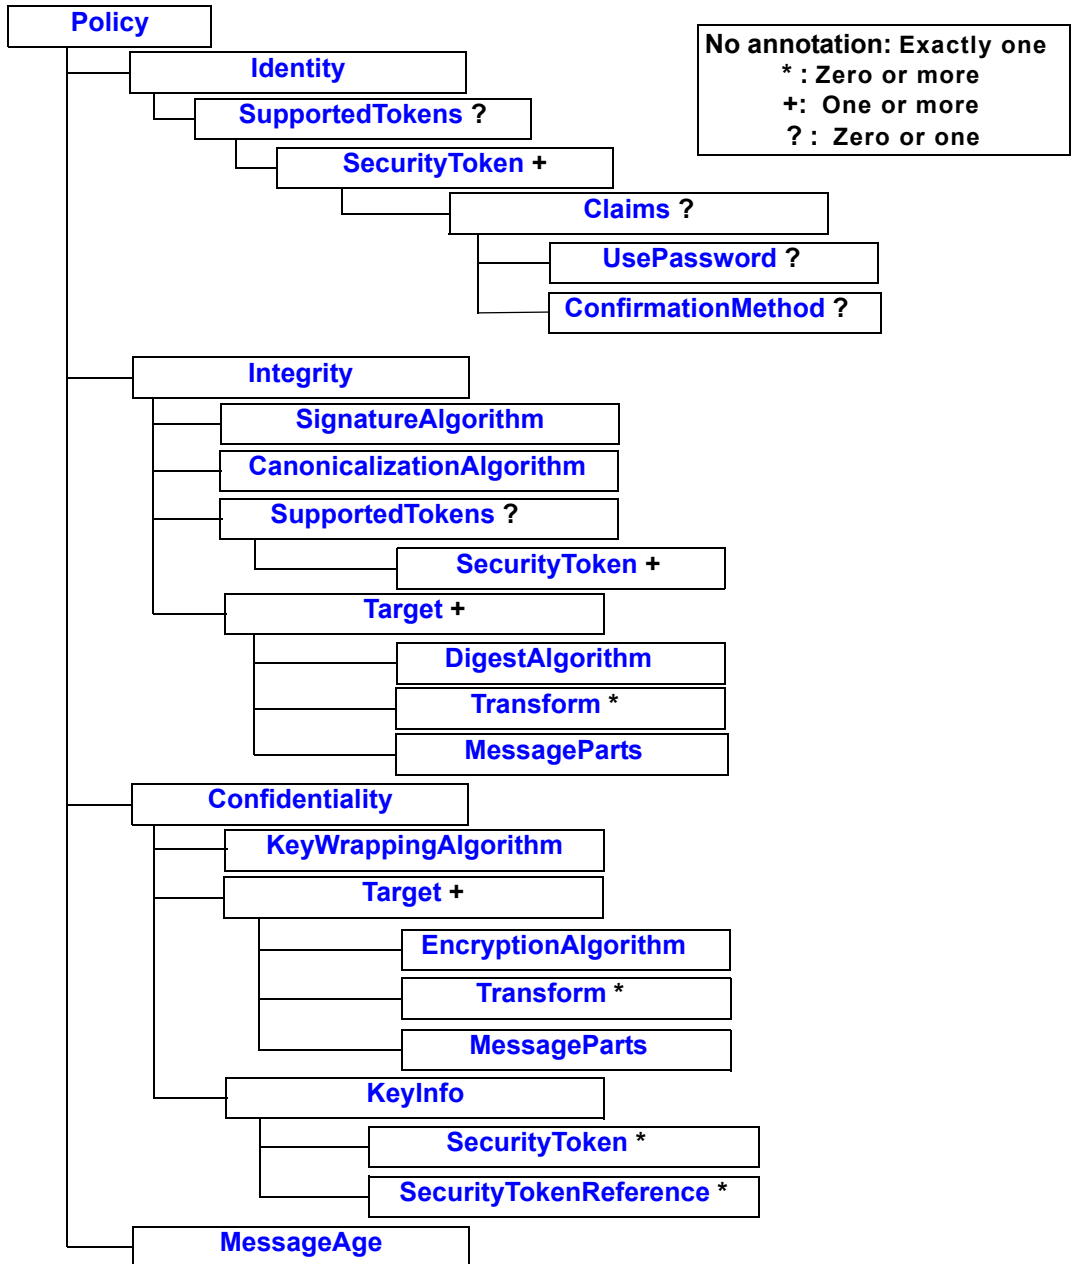 Policy
No annotation: Exactly one
* : Zero or more
+: One or more
? : Zero or one
Identity
SupportedTokens ?
SecurityToken +
Claims ?
UsePassword ?
ConfirmationMethod ?
Integrity
SignatureAlgorithm
CanonicalizationAlgorithm
SupportedTokens ?
SecurityToken +
Target +
DigestAlgorithm
Transform *
MessageParts
Confidentiality
KeyWrappingAlgorithm
Target +
EncryptionAlgorithm
Transform *
MessageParts
KeyInfo
SecurityToken *
SecurityTokenReference *
MessageAge